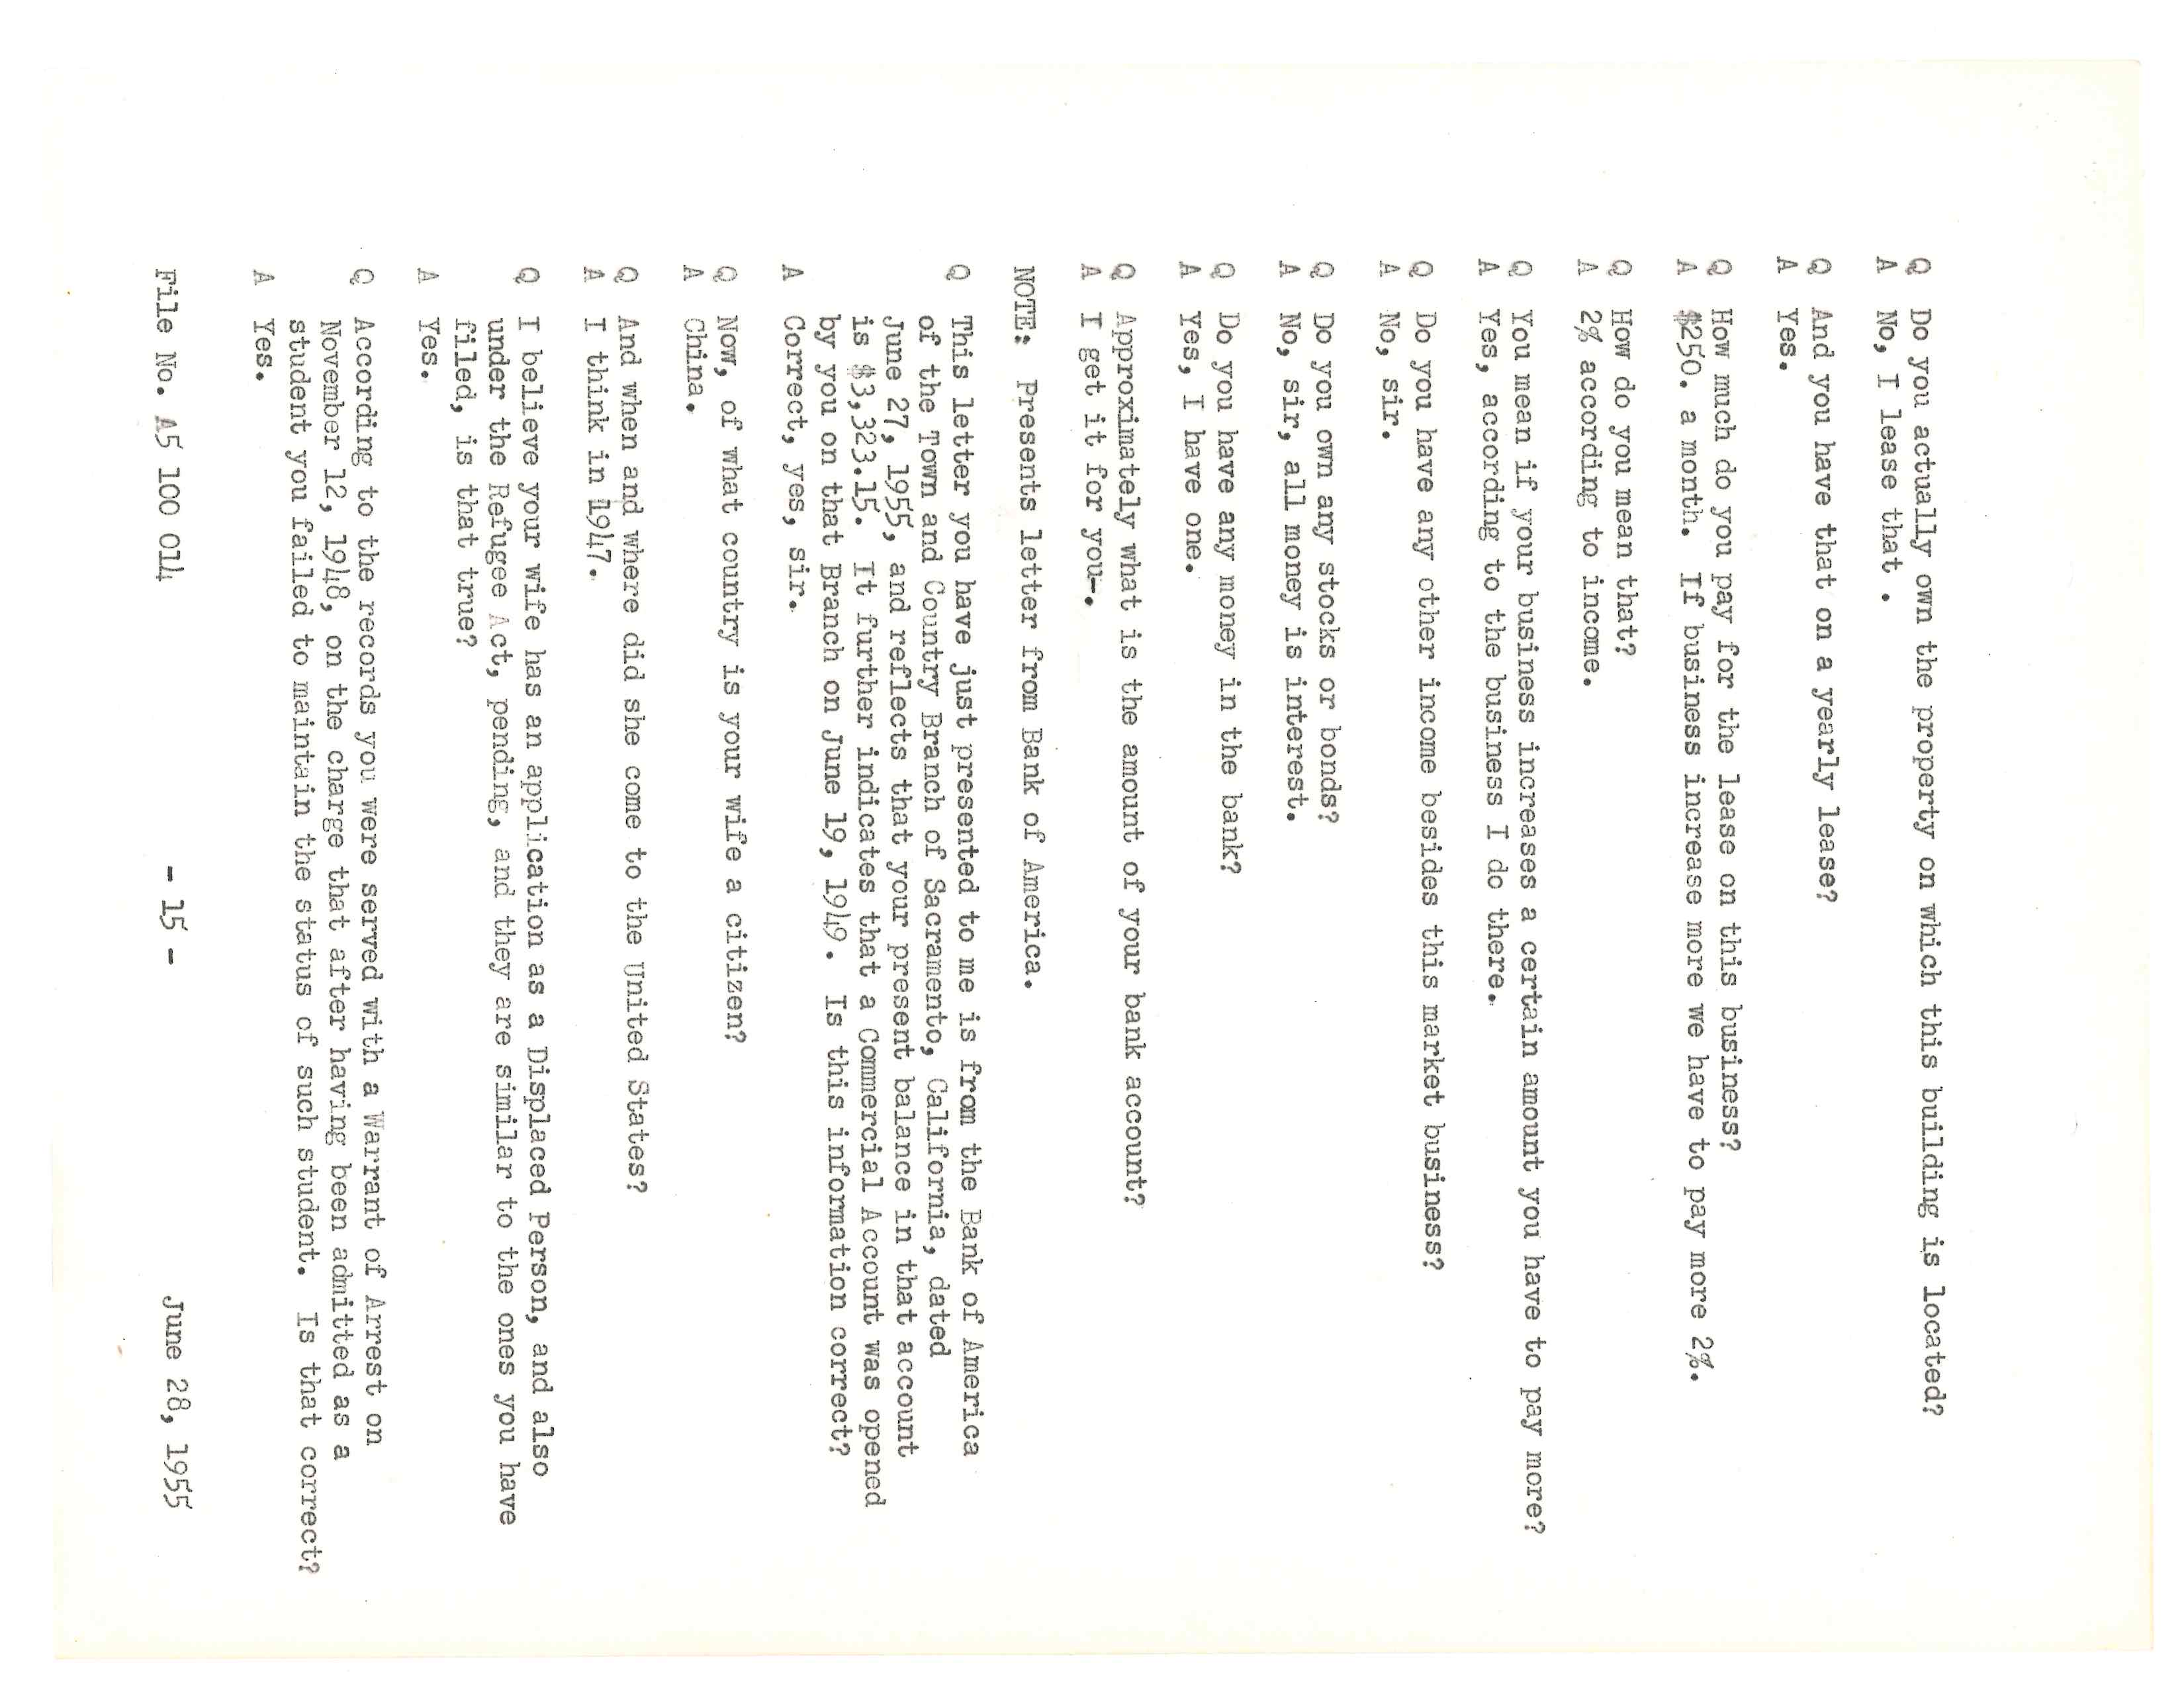 Q Do you actually own the property on which this building is located?
A No, I lease that .
Q And you have that on a yearly lease?
A Yes.
Q How much do you pay for the lease on this business?
A $250. a month. If business increase more we have to pay more 2%.
Q How do you mean that?
A 2% according to income.
Q You mean if your business increases a certain amount you have to pay more?
A Yes, according to the business I do there.
Q Do you have any other income besides this market business?
A No, sir.
Q Do you own any stocks or bonds?
A No, sir, all money is interest.
Q Do you have any money in the bank?
A Yes, I have one.
Q Approximately what is the amount of your bank account?
A I get it for you-.
NOTE: Presents letter from Bank of America.
Q This letter you have just presented to me is from the Bank of America
of the Town and Country Branch of Sacramento, California, dated
June 27, 1955, and reflects that your present balance in that account
is $3,323.15. It further indicates that a Commercial Account was opened
by you on that Branch on June 19, 1949. Is this information correct?
A Correct, yes, sir.
Q Now, of what country is your wife a citizen?
A China.
Q And when and where did she come to the United States?
A I think in 1947.
Q I believe your wife has an application as a Displaced Person, and also
under the Refugee Act, pending, and they are similar to the ones you have
filed, is that true?
A Yes.
Q According to the records you were served with a Warrant of Arrest on
November 12, 1948, on the charge that after having been admitted as a
student you failed to maintain the status of such student. Is that correct?
A Yes.
File No. A5 100 014 - 15 - June 28, 1955